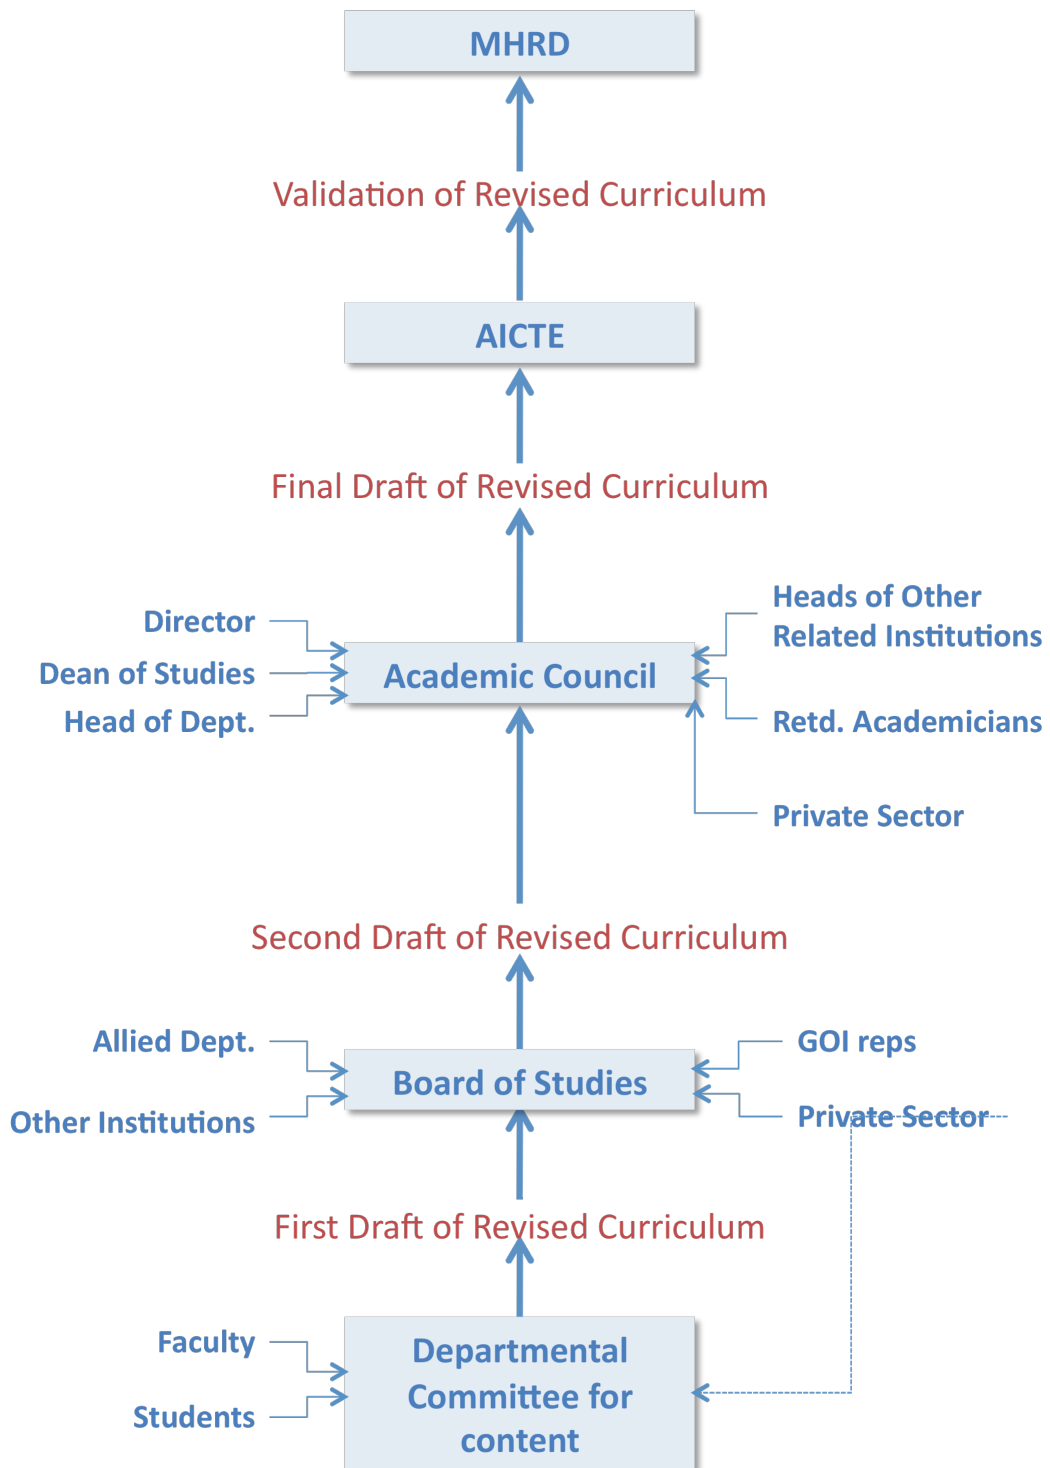 MHRD
Validation of Revised Curriculum
AICTE
Final Draft of Revised Curriculum
Director
Dean of Studies
Head of Dept.
Academic Council
Heads of Other
Related Institutions
Retd. Academicians
Private Sector
Second Draft of Revised Curriculum
Allied Dept.
Other Institutions
Board of Studies
GOI reps
Private Sector
First Draft of Revised Curriculum
Faculty
Students
Departmental
Committee for
content